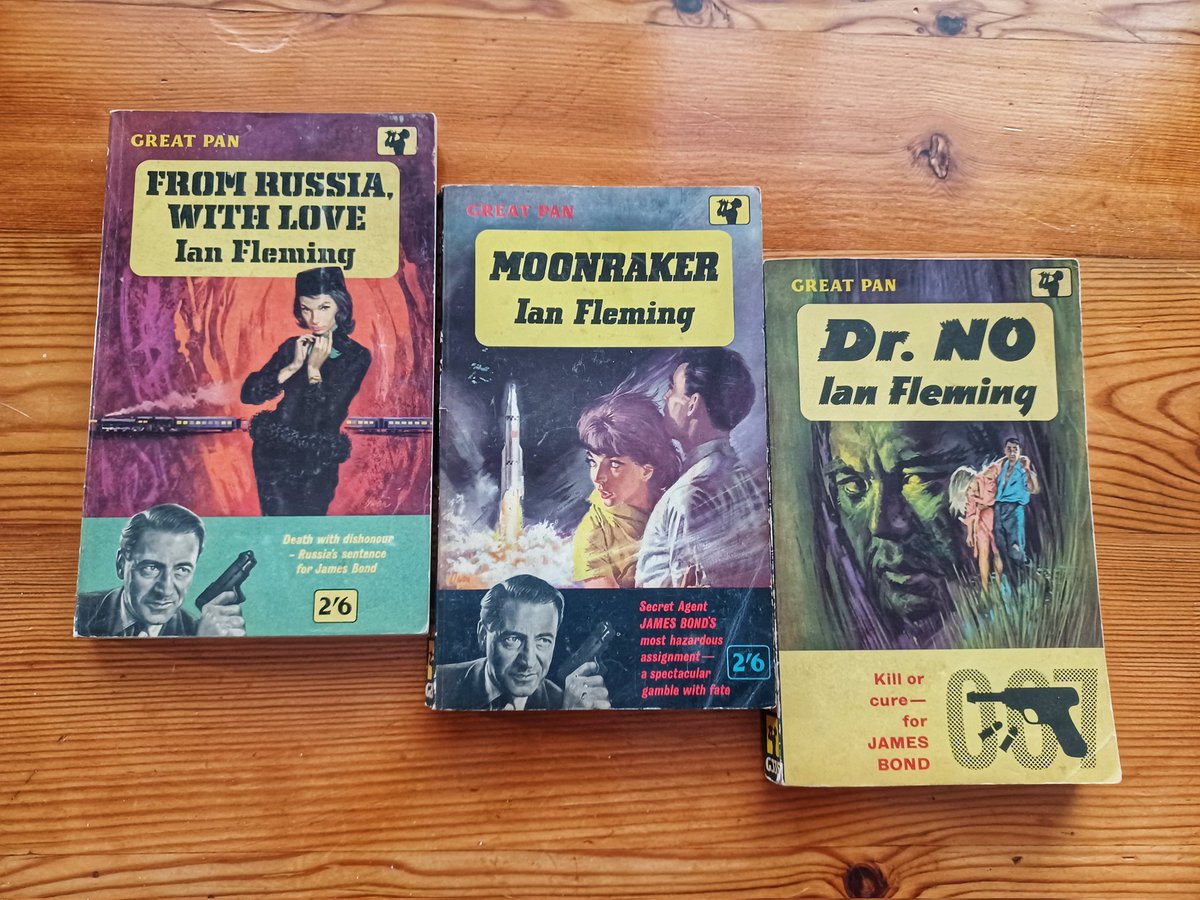 GREAT PAN
FROM RUSSIA,
WITH LOVE
Ian Fleming
Death with dishonour
– Russia's sentence
for James Bond
2'6
GREAT PAN
MOONRAKER
Ian Fleming
Secret Agent
JAMES BOND'S
most hazardous
assignment—
a spectacular
gamble with fate
2'6
GREAT PAN
Dr. NO
Ian Fleming
Kill or
cure—
for
JAMES
BOND
007